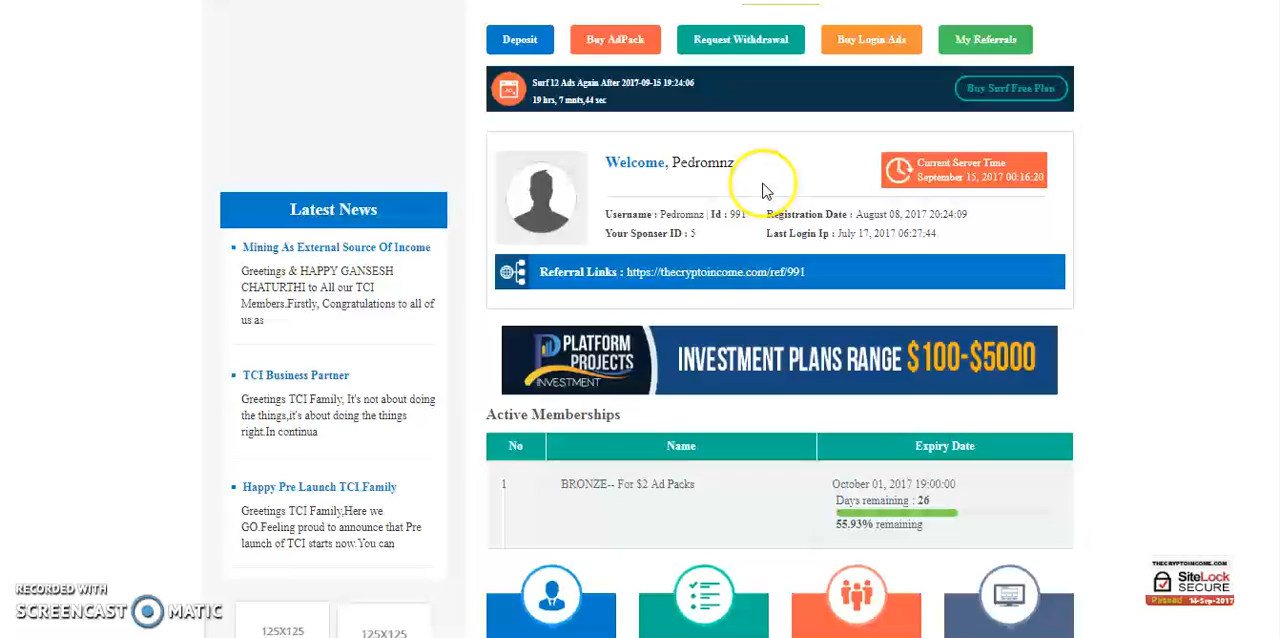 Deposit
Buy AdPack
Request Withdrawal
Buy Login Ads
My Referrals
Surf 12 Ads Again After 2017-09-15 19:24:06
19 hrs, 7 mnts,44 sec
Buy Surf Free Plan
Welcome, Pedromnz
Current Server Time
September 15, 2017 00:16:20
Username : Pedromnz | Id : 991
Registration Date : August 08, 2017 20:24:09
Your Sponser ID : 5
Last Login Ip : July 17, 2017 06:27:44
Referral Links : https://thecryptoincome.com/ref/991
Latest News
Mining As External Source Of Income
Greetings & HAPPY GANSESH
CHATURTHI to All our TCI
Members.Firstly, Congratulations to all of
us as
TCI Business Partner
Greetings TCI Family, It's not about doing
the things,it's about doing the things
right.In continua
Happy Pre Launch TCI Family
Greetings TCI Family,Here we
GO.Feeling proud to announce that Pre
launch of TCI starts now.You can
PLATFORM
PROJECTS
INVESTMENT
INVESTMENT PLANS RANGE $100-$5000
Active Memberships
No
Name
Expiry Date
1
BRONZE-- For $2 Ad Packs
October 01, 2017 19:00:00
Days remaining : 26
55.93% remaining
125X125
125X125
RECORDED WITH
SCREENCAST MATIC
THECRYPTOINCOME.COM
SiteLock
SECURE
Passed 14-Sep-2017